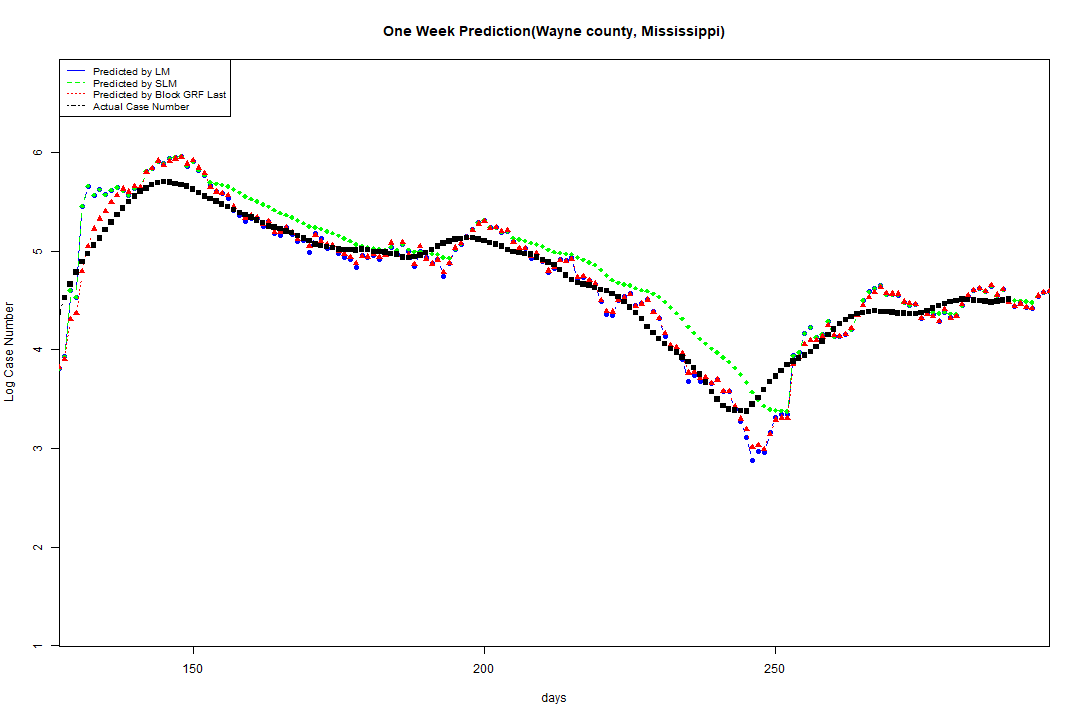 One Week Prediction(Wayne county, Mississippi)
Predicted by LM
Predicted by SLM
Predicted by Block GRF Last
Actual Case Number
6
5
4
3
2
1
Log Case Number
150 200 250
days